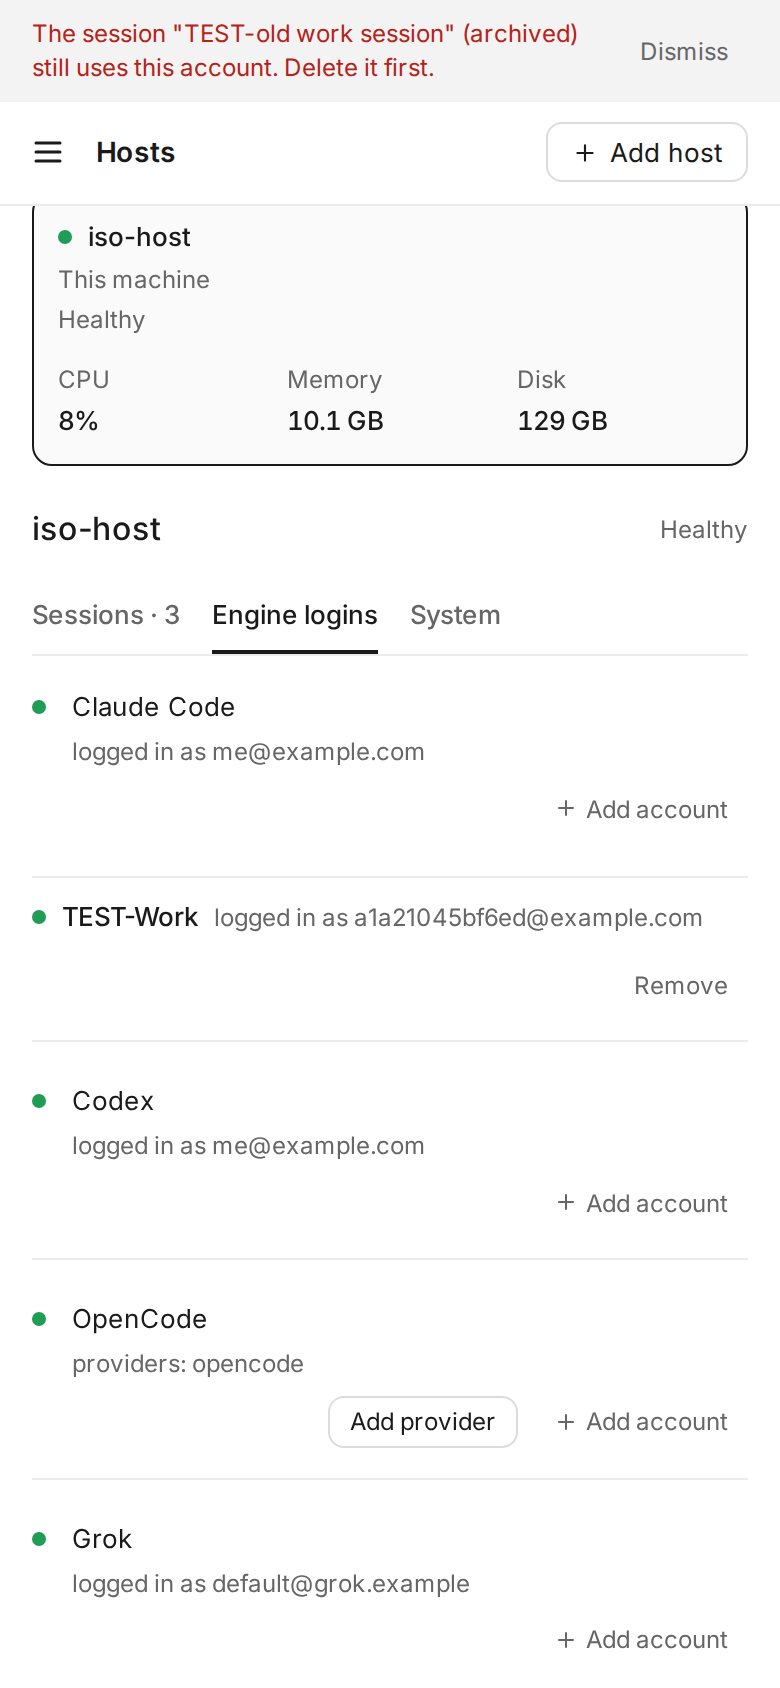 The session "TEST-old work session" (archived)
still uses this account. Delete it first.
Dismiss
Hosts
+ Add host
iso-host
This machine
Healthy
CPU
Memory
Disk
8%
10.1 GB
129 GB
iso-host
Healthy
Sessions · 3
Engine logins
System
Claude Code
logged in as me@example.com
+ Add account
TEST-Work logged in as a1a21045bf6ed@example.com
Remove
Codex
logged in as me@example.com
+ Add account
OpenCode
providers: opencode
Add provider
+ Add account
Grok
logged in as default@grok.example
+ Add account